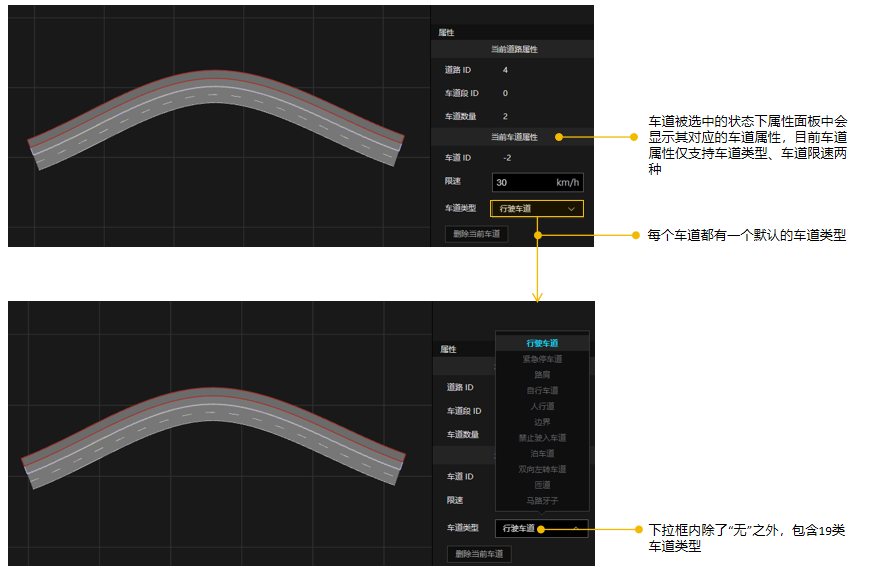 属性
当前道路属性
道路 ID
4
车道段 ID
0
车道数量
2
当前车道属性
车道 ID
-2
限速
30
km/h
车道类型
行驶车道
删除当前车道
车道被选中的状态下属性面板中会
显示其对应的车道属性，目前车道
属性仅支持车道类型、车道限速两
种
每个车道都有一个默认的车道类型
属性
道路 ID
车道段 ID
车道数量
车道 ID
限速
车道类型
行驶车道
紧急停车道
路肩
自行车道
人行道
边界
禁止驶入车道
泊车道
双向左转车道
匝道
马路牙子
行驶车道
删除当前车道
下拉框内除了“无”之外，包含19类
车道类型